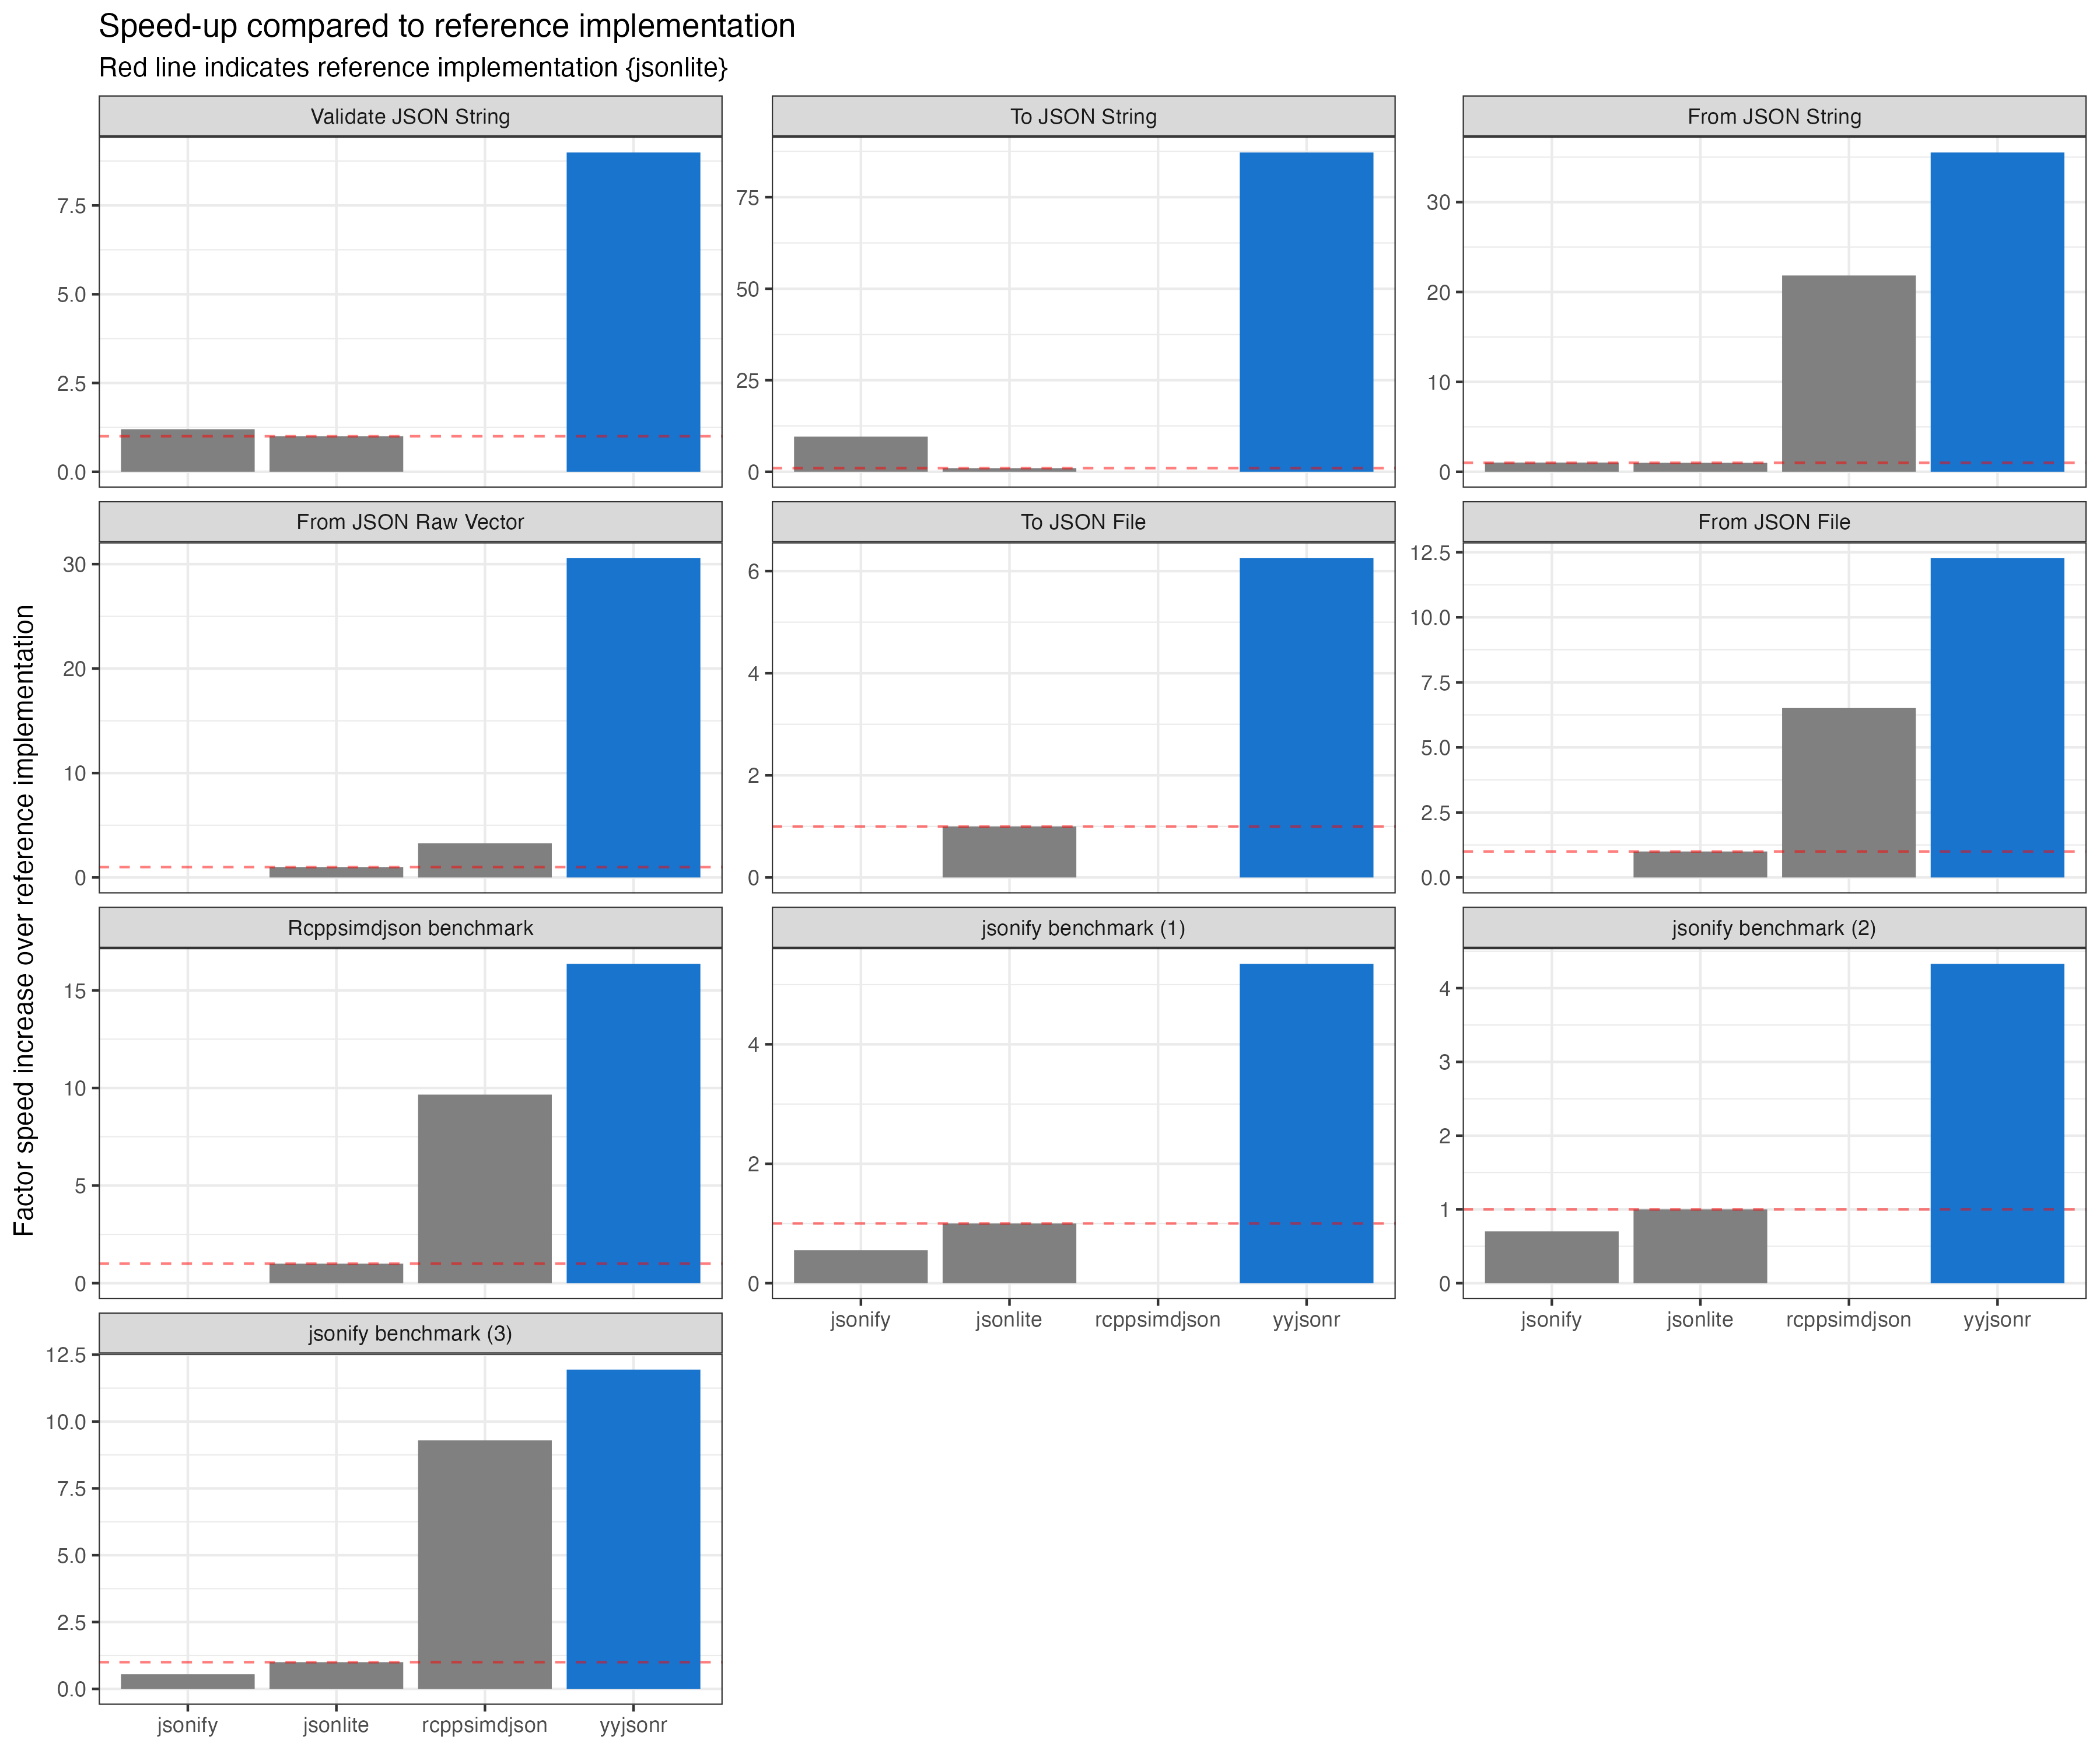 Speed-up compared to reference implementation
Red line indicates reference implementation {jsonlite}
Factor speed increase over reference implementation
Validate JSON String
7.5
5.0
2.5
0.0
To JSON String
75
50
25
0
From JSON String
30
20
10
0
From JSON Raw Vector
30
20
10
0
To JSON File
6
4
2
0
From JSON File
12.5
10.0
7.5
5.0
2.5
0.0
Rcppsimdjson benchmark
15
10
5
0
jsonify benchmark (1)
4
2
0
jsonify jsonlite rcppsimdjson yyjsonr
jsonify benchmark (2)
4
3
2
1
0
jsonify jsonlite rcppsimdjson yyjsonr
jsonify benchmark (3)
12.5
10.0
7.5
5.0
2.5
0.0
jsonify jsonlite rcppsimdjson yyjsonr